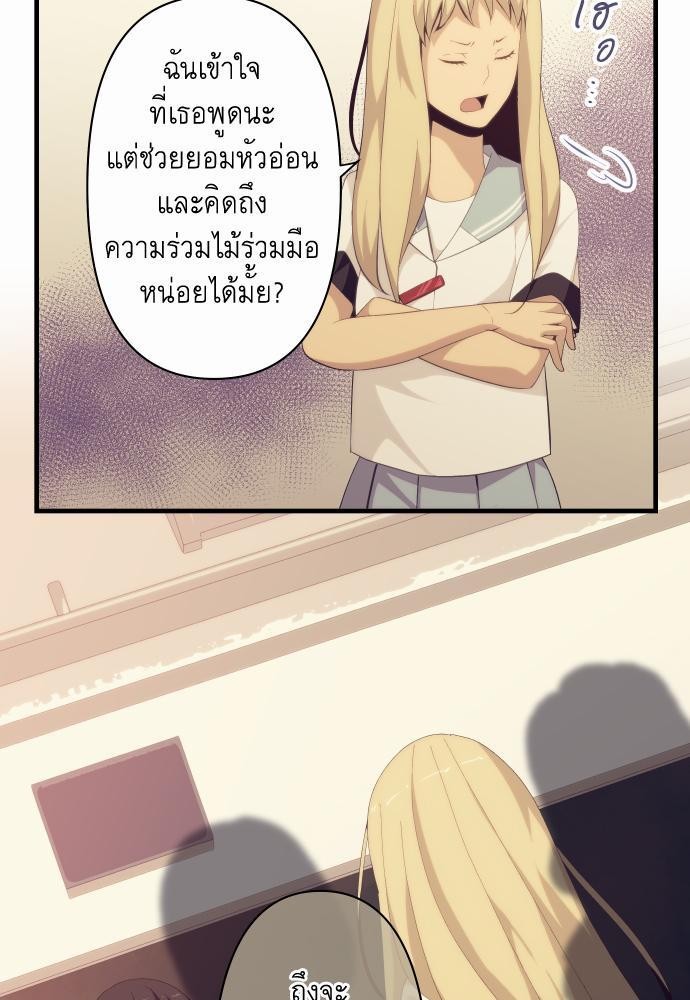 เฮอ...
ฉันเข้าใจ
ที่เธอพูดนะ
แต่ช่วยยอมหัวอ่อน
และคิดถึง
ความร่วมไม้ร่วมมือ
หน่อยได้มั้ย?
ถึงจะ